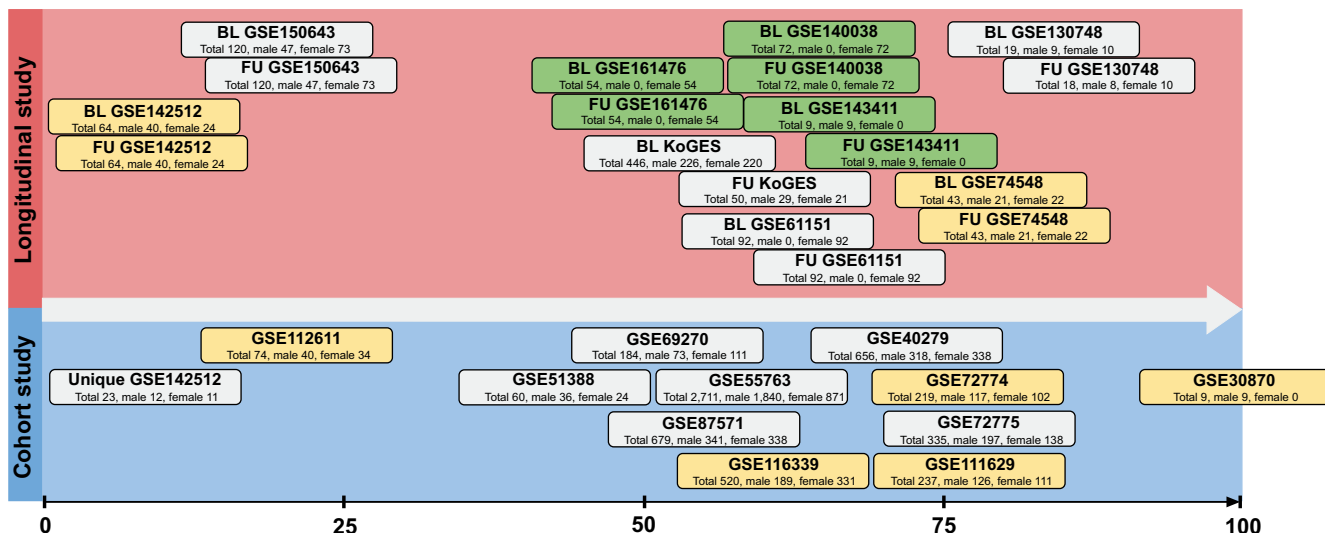 Longitudinal study
BL GSE150643
Total 120, male 47, female 73
FU GSE150643
Total 120, male 47, female 73
BL GSE142512
Total 64, male 40, female 24
FU GSE142512
Total 64, male 40, female 24
BL GSE140038
Total 72, male 0, female 72
FU GSE140038
Total 72, male 0, female 72
BL GSE161476
Total 54, male 0, female 54
FU GSE161476
Total 54, male 0, female 54
BL GSE143411
Total 9, male 9, female 0
FU GSE143411
Total 9, male 9, female 0
BL KoGES
Total 446, male 226, female 220
FU KoGES
Total 50, male 29, female 21
BL GSE61151
Total 92, male 0, female 92
FU GSE61151
Total 92, male 0, female 92
BL GSE130748
Total 19, male 9, female 10
FU GSE130748
Total 18, male 8, female 10
BL GSE74548
Total 43, male 21, female 22
FU GSE74548
Total 43, male 21, female 22
Cohort study
GSE112611
Total 74, male 40, female 34
Unique GSE142512
Total 23, male 12, female 11
GSE69270
Total 184, male 73, female 111
GSE40279
Total 656, male 318, female 338
GSE51388
Total 60, male 36, female 24
GSE55763
Total 2,711, male 1,840, female 871
GSE72774
Total 219, male 117, female 102
GSE30870
Total 9, male 9, female 0
GSE87571
Total 679, male 341, female 338
GSE72775
Total 335, male 197, female 138
GSE116339
Total 520, male 189, female 331
GSE111629
Total 237, male 126, female 111
0 25 50 75 100